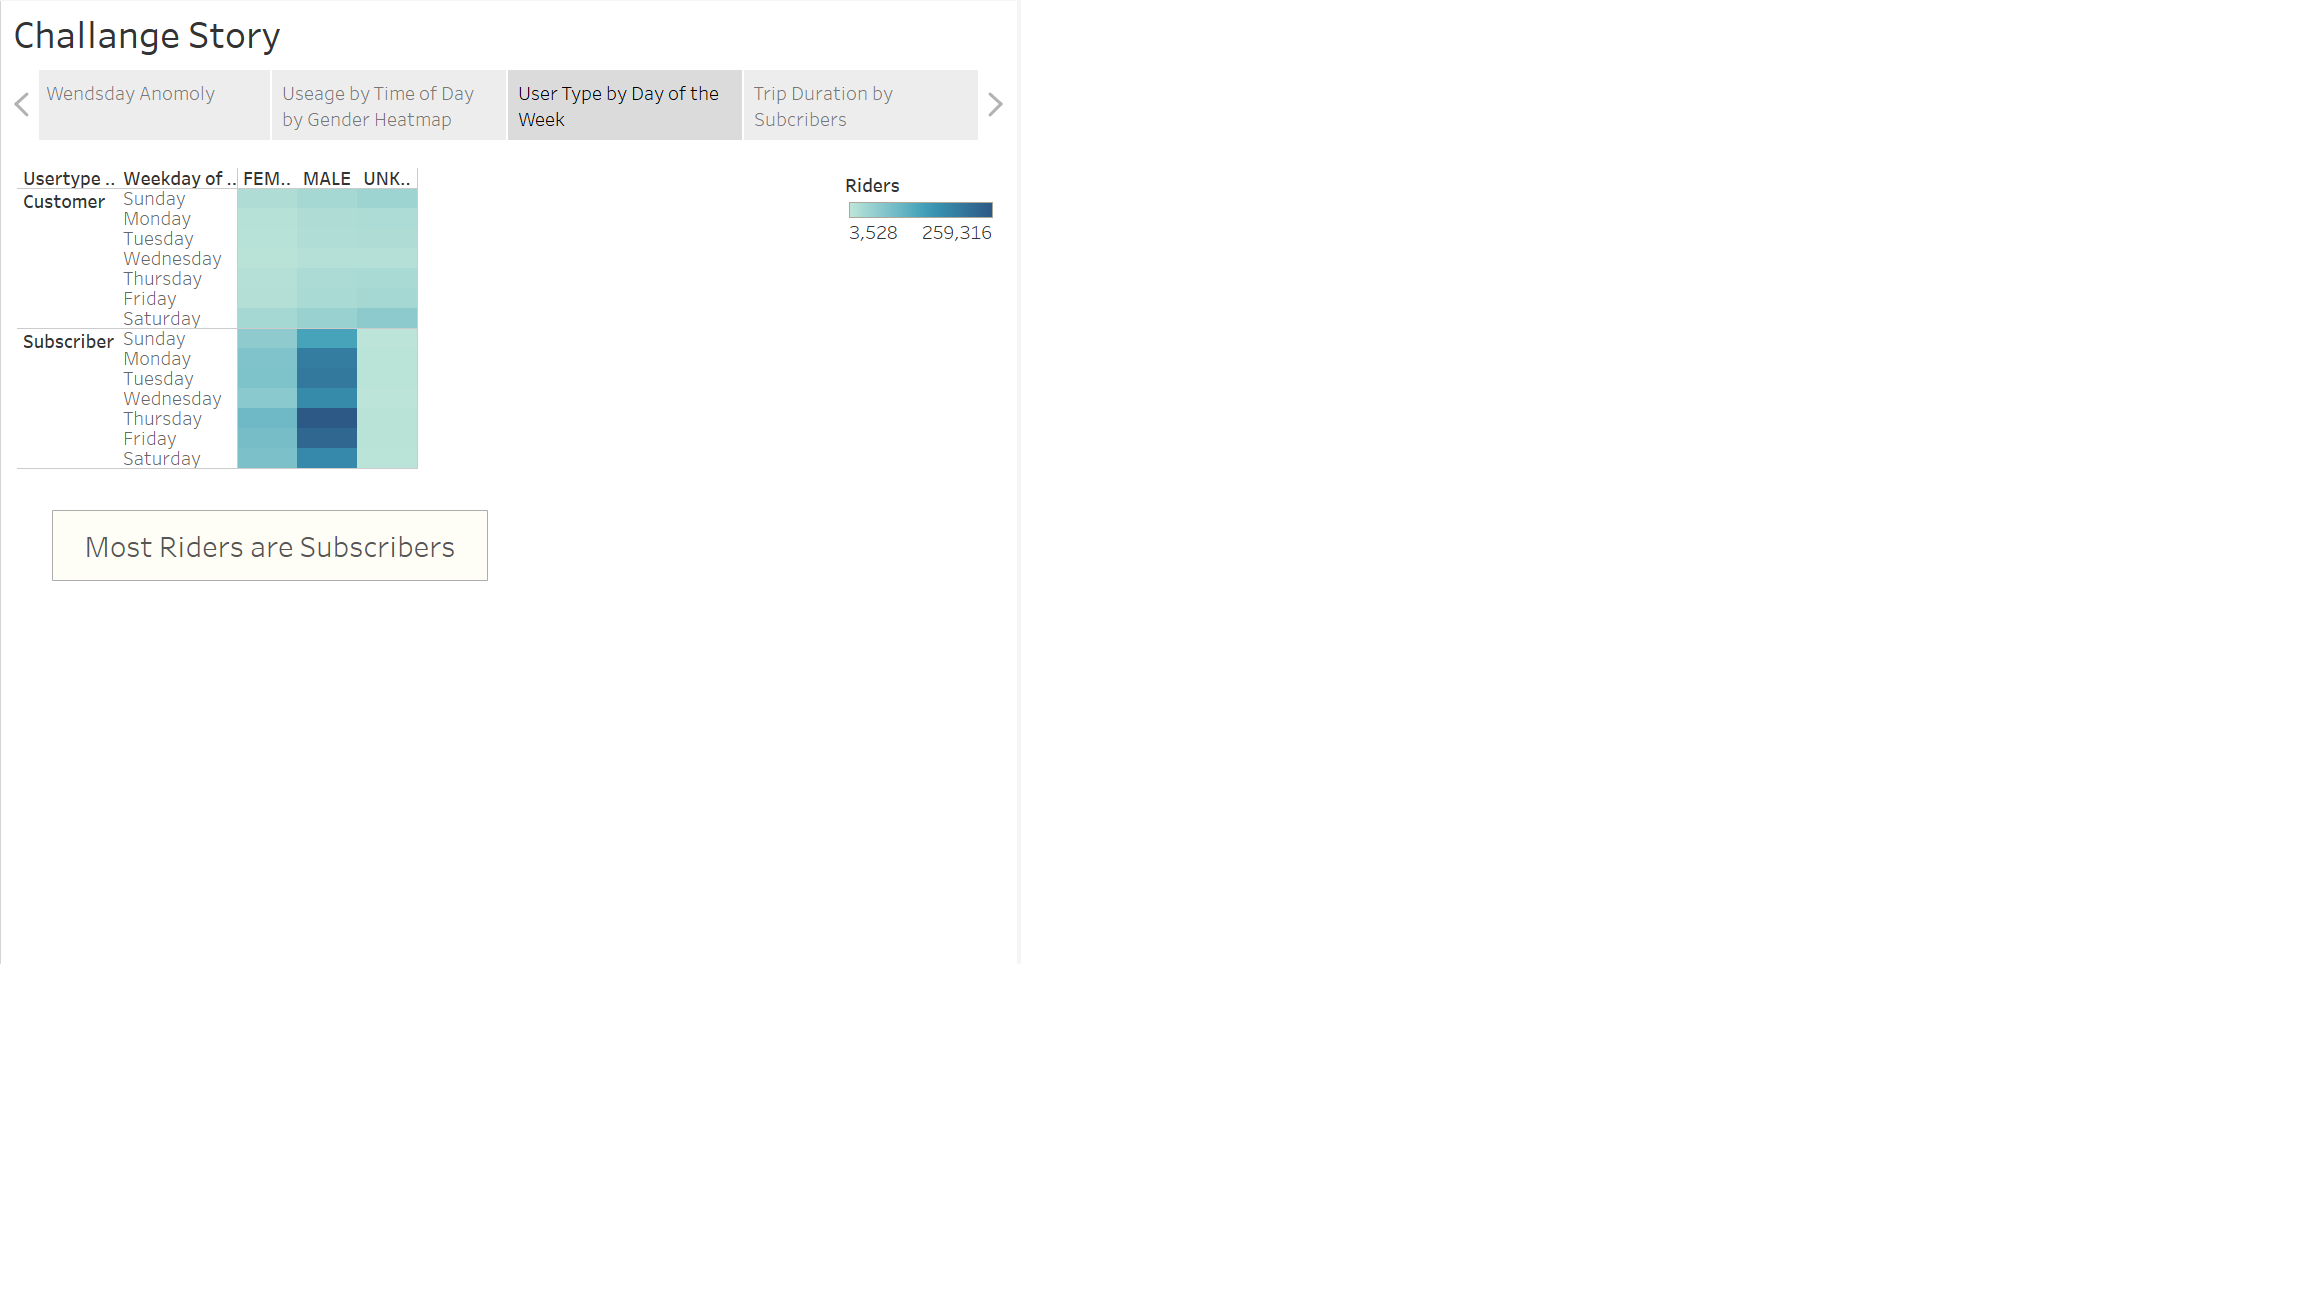 Challange Story
Wendsday Anomoly
Useage by Time of Day
by Gender Heatmap
User Type by Day of the
Week
Trip Duration by
Subcribers
Usertype .. Weekday of .. FEM.. MALE UNK..
Customer Sunday
Monday
Tuesday
Wednesday
Thursday
Friday
Saturday
Subscriber Sunday
Monday
Tuesday
Wednesday
Thursday
Friday
Saturday
Riders
3,528 259,316
Most Riders are Subscribers